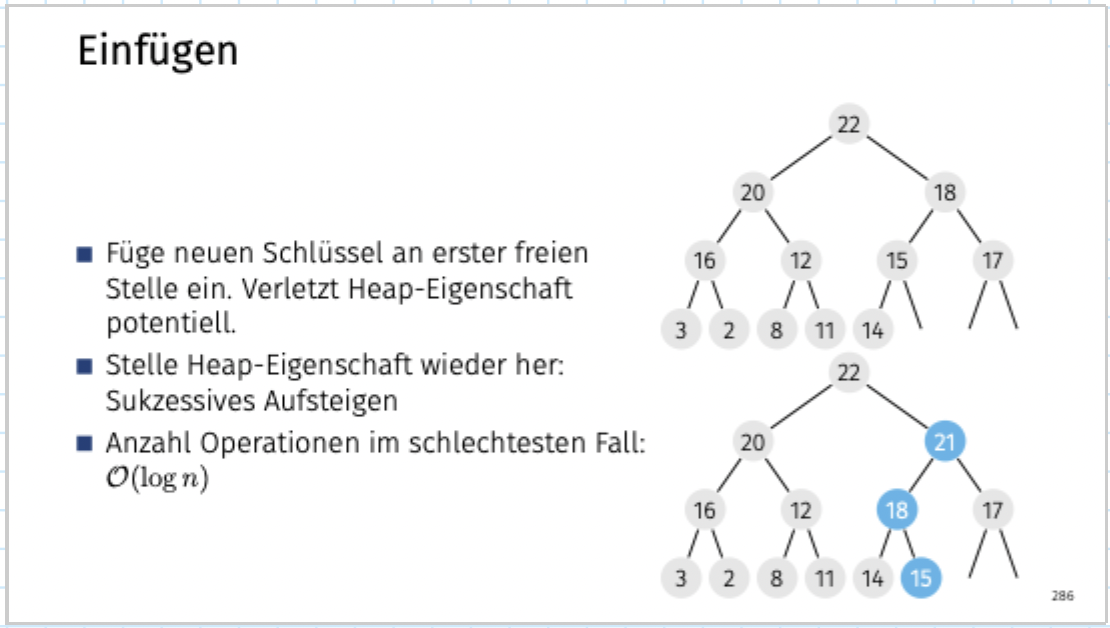 Einfügen
Füge neuen Schlüssel an erster freien
Stelle ein. Verletzt Heap-Eigenschaft
potentiell.
Stelle Heap-Eigenschaft wieder her:
Sukzessives Aufsteigen
Anzahl Operationen im schlechtesten Fall:
O(log n)
22
20 18
16 12 15 17
3 2 8 11 14
22
20 21
16 12 18 17
3 2 8 11 14 15
286